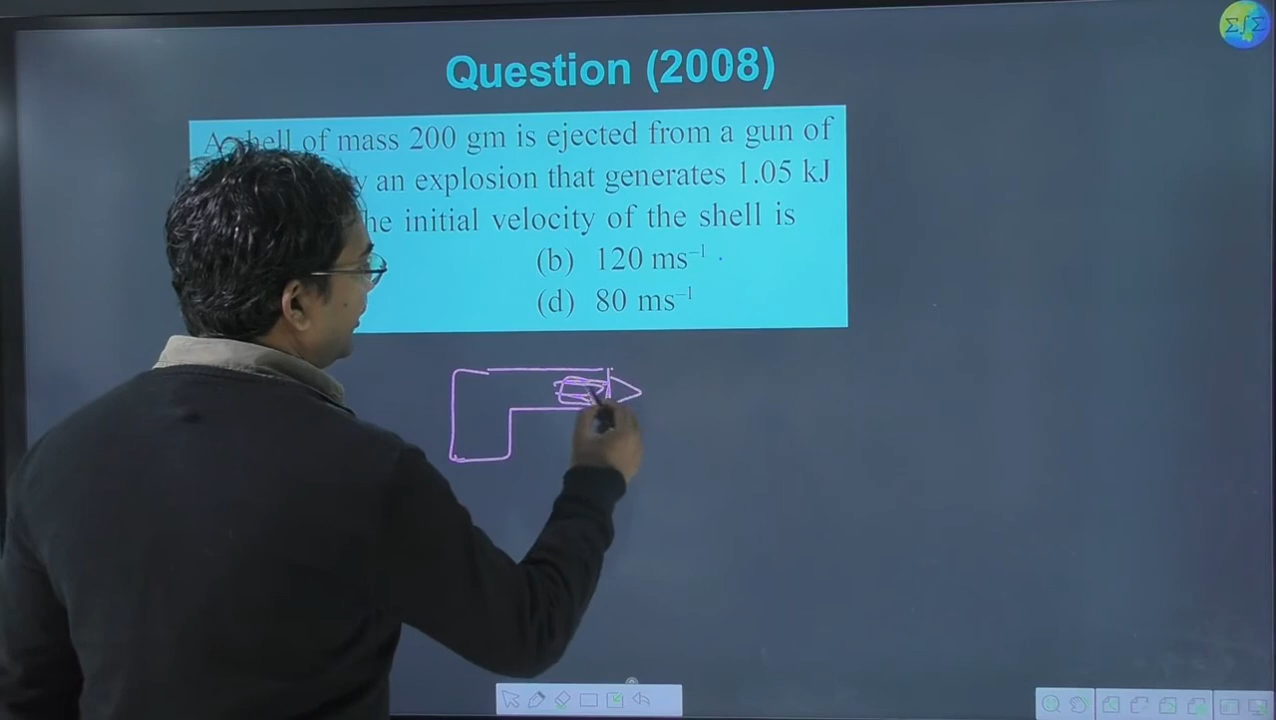 Question (2008)
A shell of mass 200 gm is ejected from a gun of
an explosion that generates 1.05 kJ
he initial velocity of the shell is
(b) 120 ms⁻¹
(d) 80 ms⁻¹
Σ∫Σ